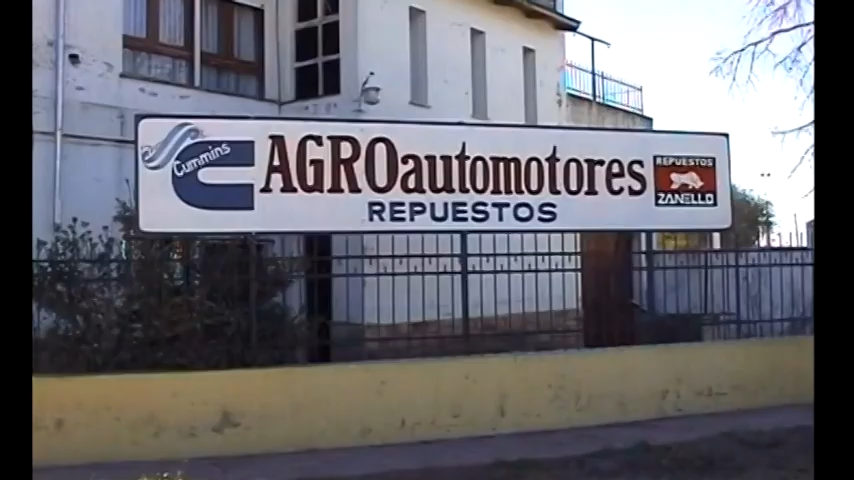 Cummins
AGROautomotores
REPUESTOS
REPUESTOS
ZANELLO